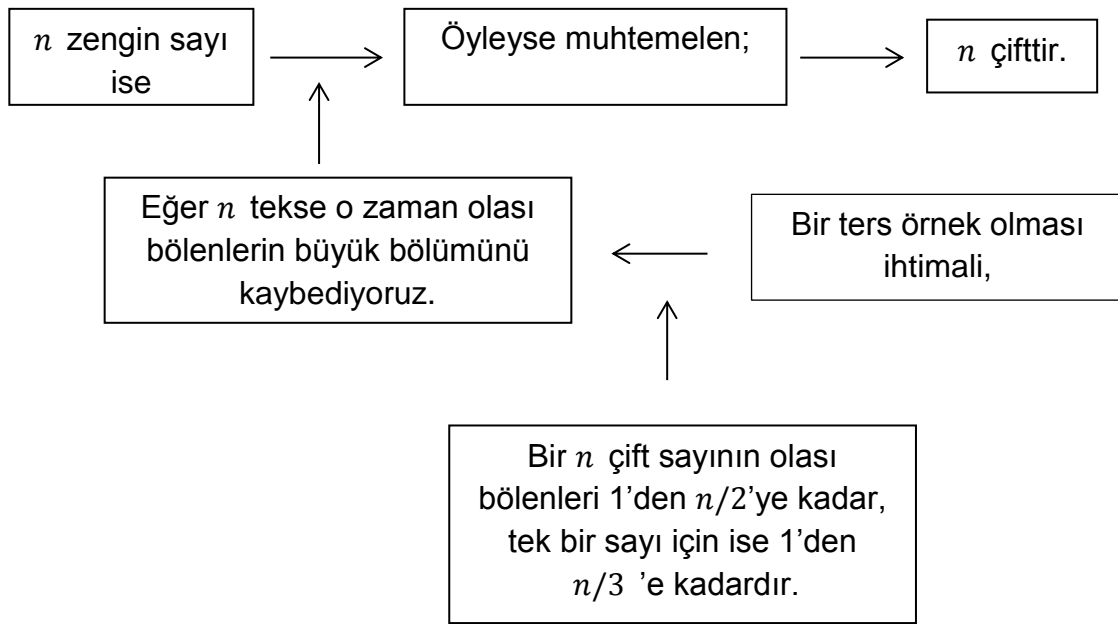 n zengin sayı
ise
Öyleyse muhtemelen;
n çifttir.
Eğer n tekse o zaman olası
bölenlerin büyük bölümünü
kaybediyoruz.
Bir ters örnek olması
ihtimali,
Bir n çift sayının olası
bölenleri 1’den n/2’ye kadar,
tek bir sayı için ise 1’den
n/3 ’e kadardır.